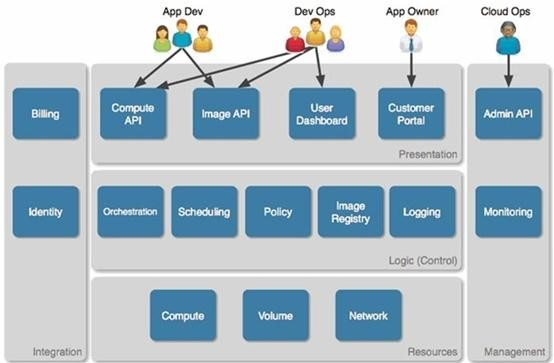 App Dev
Dev Ops
App Owner
Cloud Ops
Billing
Compute
API
Image API
User
Dashboard
Customer
Portal
Admin API
Presentation
Identity
Orchestration
Scheduling
Policy
Image
Registry
Logging
Monitoring
Logic (Control)
Compute
Volume
Network
Integration
Resources
Management